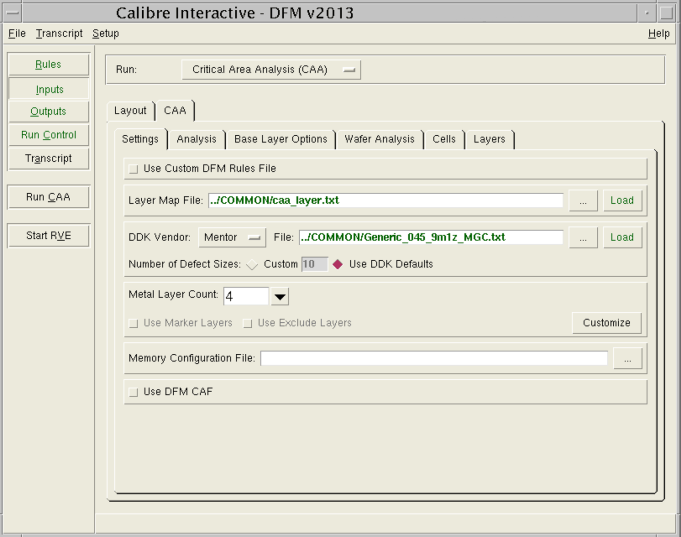 Calibre Interactive - DFM v2013
File Transcript Setup Help
Rules
Inputs
Outputs
Run Control
Transcript
Run CAA
Start RVE
Run: Critical Area Analysis (CAA)
Layout CAA
Settings Analysis Base Layer Options Wafer Analysis Cells Layers
Use Custom DFM Rules File
Layer Map File: ../COMMON/caa_layer.txt ... Load
DDK Vendor: Mentor File: ../COMMON/Generic_045_9m1z_MGC.txt ... Load
Number of Defect Sizes: Custom 10 Use DDK Defaults
Metal Layer Count: 4
Use Marker Layers Use Exclude Layers Customize
Memory Configuration File: ...
Use DFM CAF